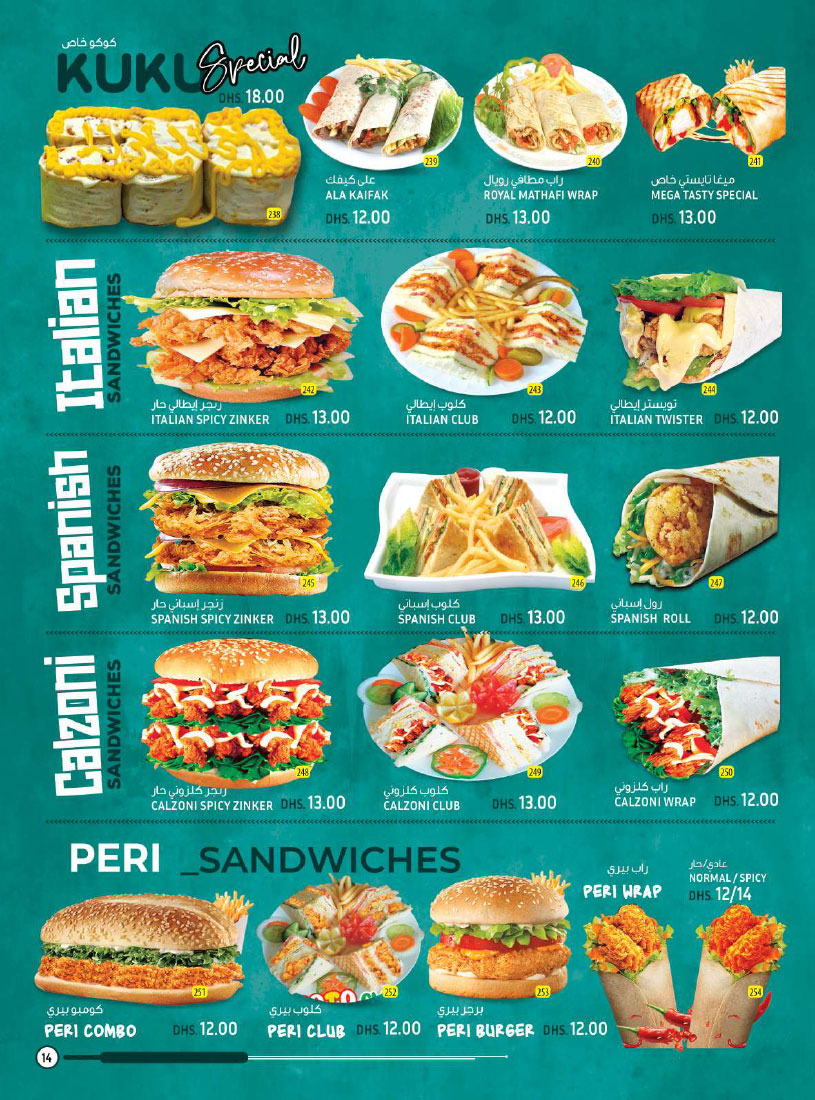 كوكو خاص
KUKU Special
DHS. 18.00
238
239
على كيفك
ALA KAIFAK
DHS. 12.00
240
راب مطافي رويال
ROYAL MATHAFI WRAP
DHS. 13.00
241
ميغا تايستي خاص
MEGA TASTY SPECIAL
DHS. 13.00
Italian
SANDWICHES
242
زنجر إيطالي حار
ITALIAN SPICY ZINKER DHS. 13.00
243
كلوب إيطالي
ITALIAN CLUB DHS. 12.00
244
تويستر إيطالي
ITALIAN TWISTER DHS. 12.00
Spanish
SANDWICHES
245
زنجر إسباني حار
SPANISH SPICY ZINKER DHS. 13.00
246
كلوب إسباني
SPANISH CLUB DHS. 13.00
247
رول إسباني
SPANISH ROLL DHS. 12.00
Calzoni
SANDWICHES
248
زنجر كلزوني حار
CALZONI SPICY ZINKER DHS. 13.00
249
كلوب كلزوني
CALZONI CLUB DHS. 13.00
250
راب كلزوني
CALZONI WRAP DHS. 12.00
PERI _SANDWICHES
251
كومبو بيري
PERI COMBO DHS. 12.00
252
كلوب بيري
PERI CLUB DHS. 12.00
253
برجر بيري
PERI BURGER DHS. 12.00
راب بيري
PERI WRAP
عادي/حار
NORMAL / SPICY
DHS. 12/14
254
14